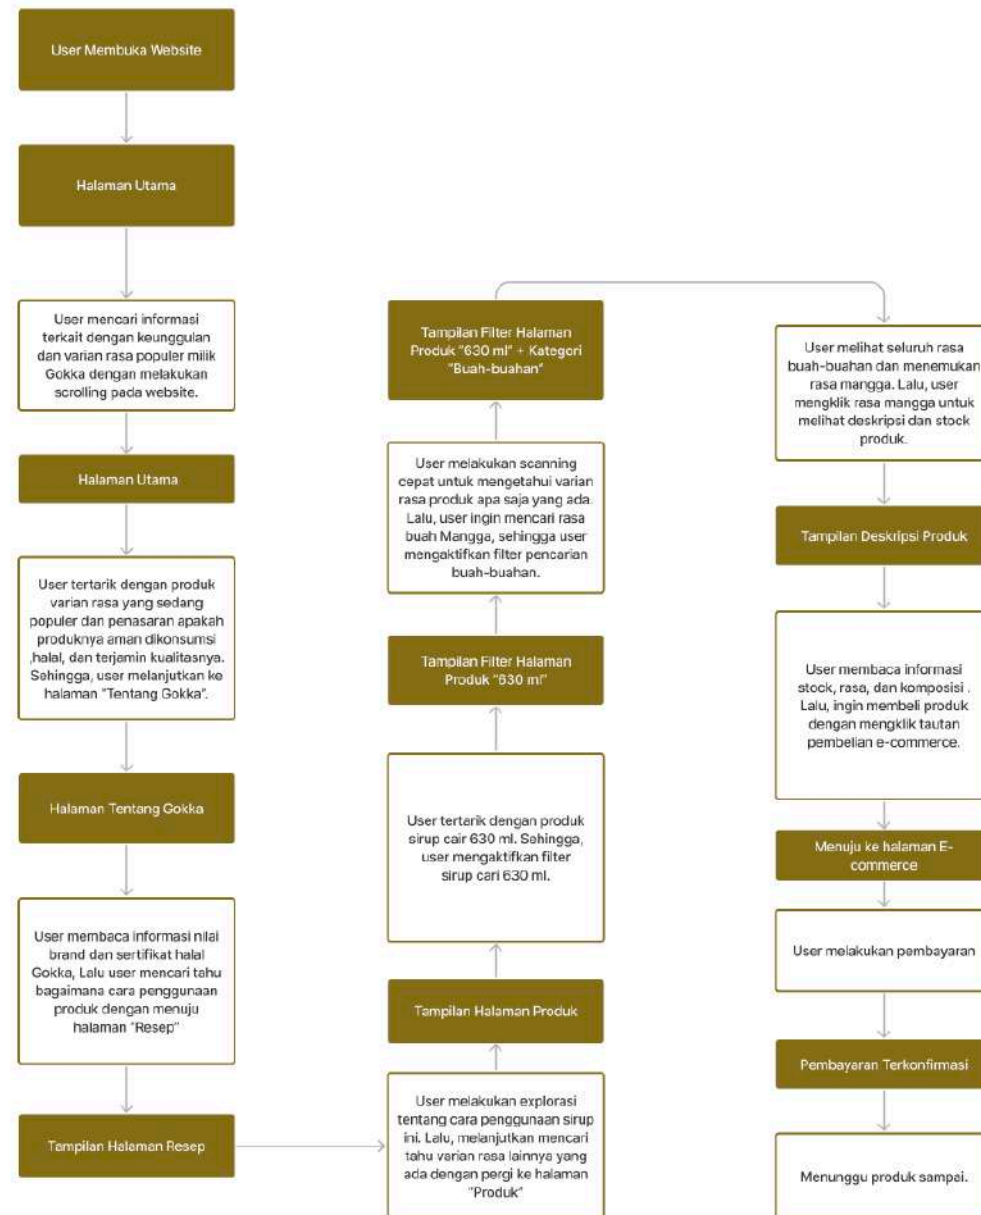 User Membuka Website
Halaman Utama
User mencari informasi
terkait dengan keunggulan
dan varian rasa populer milik
Gokka dengan melakukan
scrolling pada website.
Halaman Utama
User tertarik dengan produk
varian rasa yang sedang
populer dan penasaran apakah
produknya aman dikonsumsi
,halal, dan terjamin kualitasnya.
Sehingga, user melanjutkan ke
halaman "Tentang Gokka".
Halaman Tentang Gokka
User membaca informasi nilai
brand dan sertifikat halal
Gokka, Lalu user mencari tahu
bagaimana cara penggunaan
produk dengan menuju
halaman "Resep"
Tampilan Halaman Resep
User melakukan explorasi
tentang cara penggunaan sirup
ini. Lalu, melanjutkan mencari
tahu varian rasa lainnya yang
ada dengan pergi ke halaman
"Produk"
Tampilan Halaman Produk
User tertarik dengan produk
sirup cair 630 ml. Sehingga,
user mengaktifkan filter
sirup cari 630 ml.
Tampilan Filter Halaman
Produk "630 ml"
User melakukan scanning
cepat untuk mengetahui varian
rasa produk apa saja yang ada.
Lalu, user ingin mencari rasa
buah Mangga, sehingga user
mengaktifkan filter pencarian
buah-buahan.
Tampilan Filter Halaman
Produk "630 ml" + Kategori
"Buah-buahan"
User melihat seluruh rasa
buah-buahan dan menemukan
rasa mangga. Lalu, user
mengklik rasa mangga untuk
melihat deskripsi dan stock
produk.
Tampilan Deskripsi Produk
User membaca informasi
stock, rasa, dan komposisi .
Lalu, ingin membeli produk
dengan mengklik tautan
pembelian e-commerce.
Menuju ke halaman E-
commerce
User melakukan pembayaran
Pembayaran Terkonfirmasi
Menunggu produk sampai.